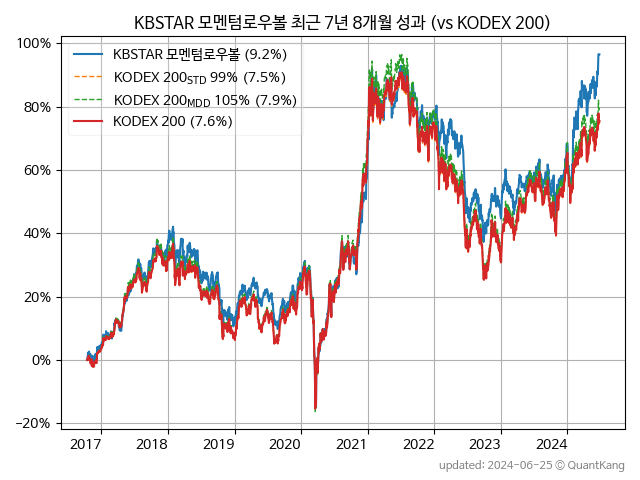 KBSTAR 모멘텀로우볼 최근 7년 8개월 성과 (vs KODEX 200)
100%
80%
60%
40%
20%
0%
−20%
KBSTAR 모멘텀로우볼 (9.2%)
KODEX 200STD 99% (7.5%)
KODEX 200MDD 105% (7.9%)
KODEX 200 (7.6%)
2017 2018 2019 2020 2021 2022 2023 2024
updated: 2024-06-25 © QuantKang